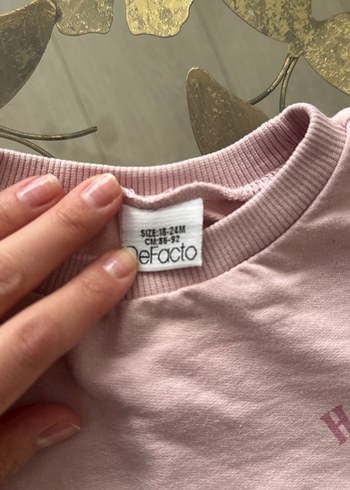 SIZE:18-24M
CM:86-92
DeFacto
H